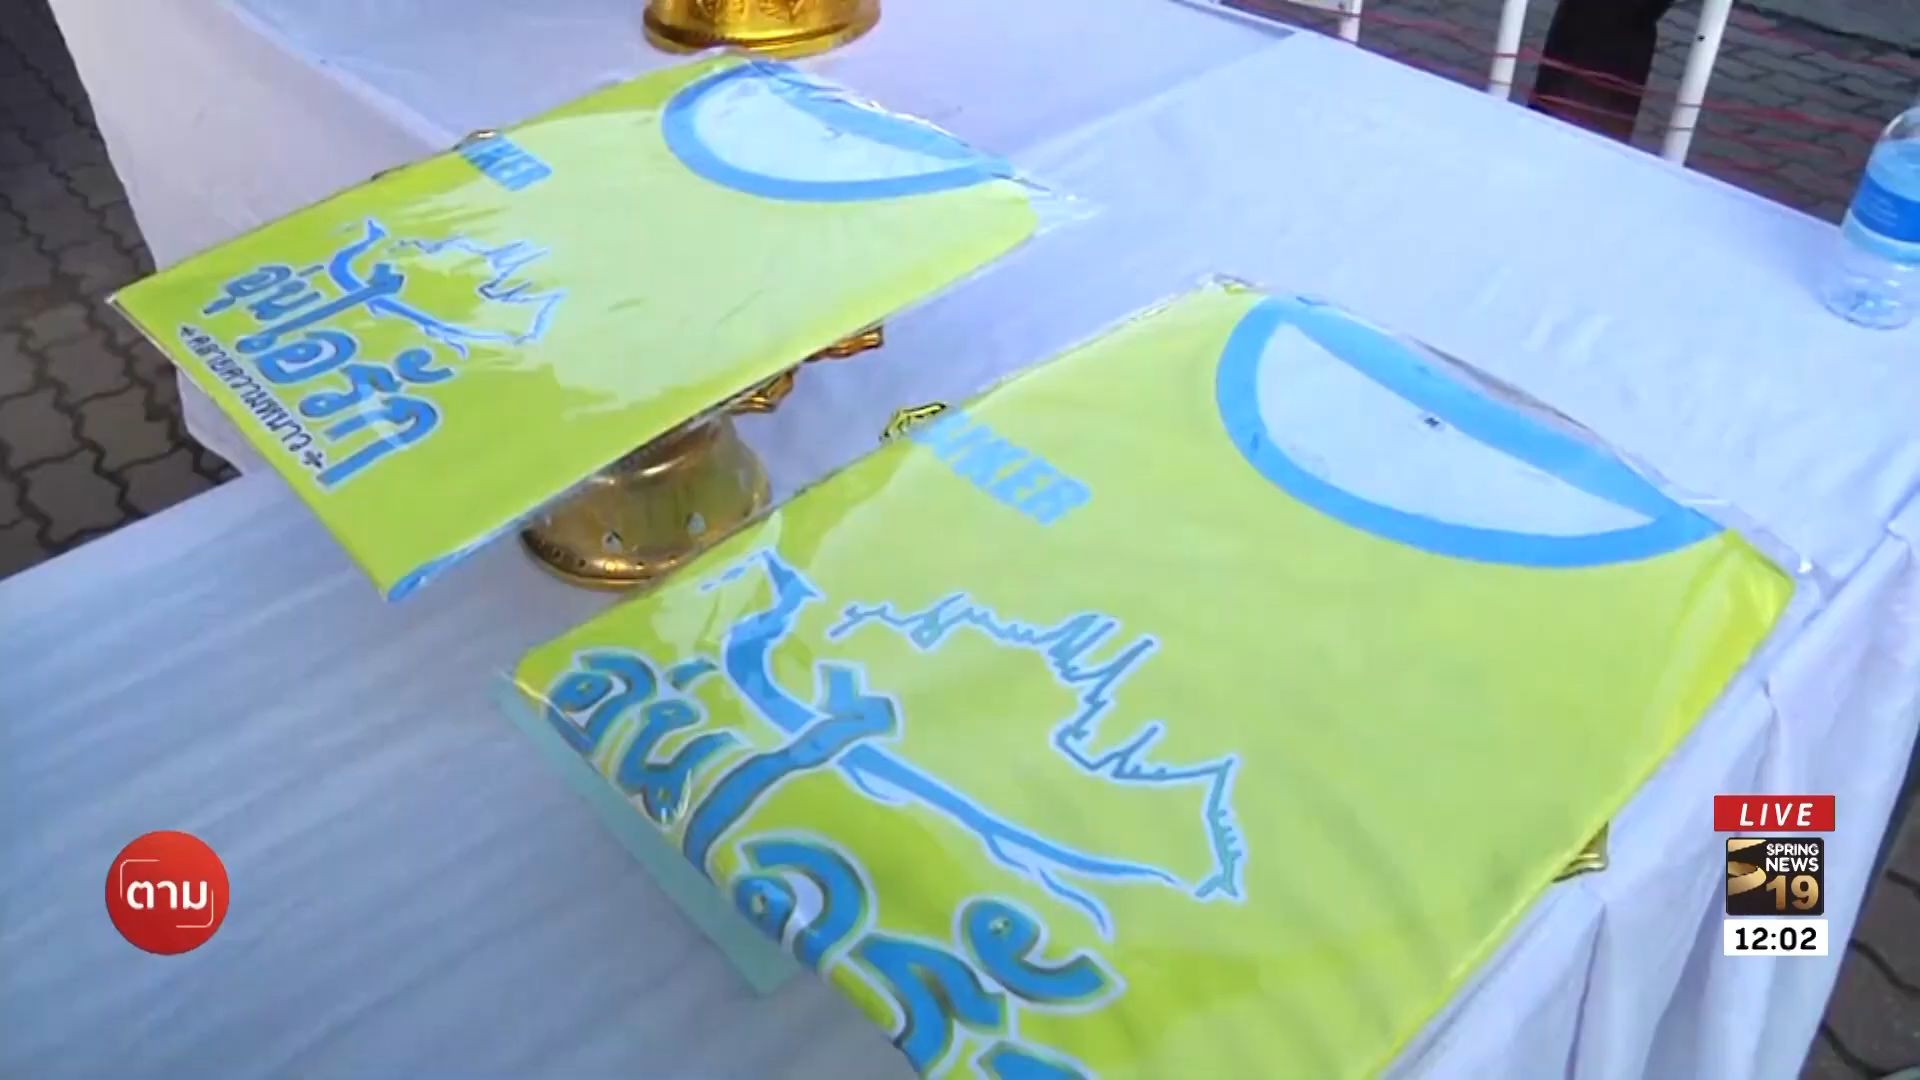 อุ่นไอรัก
คลายความหนาว
อุ่นไอรั
ตาม
LIVE
SPRING
NEWS
19
12:02